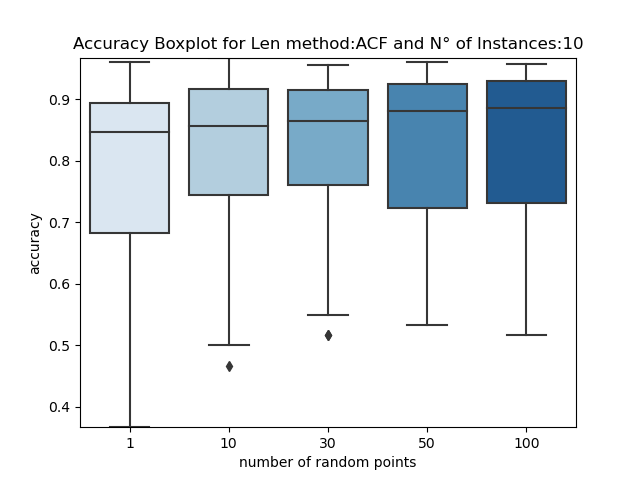 Accuracy Boxplot for Len method:ACF and N° of Instances:10
0.9
0.8
0.7
0.6
0.5
0.4
accuracy
1 10 30 50 100
number of random points